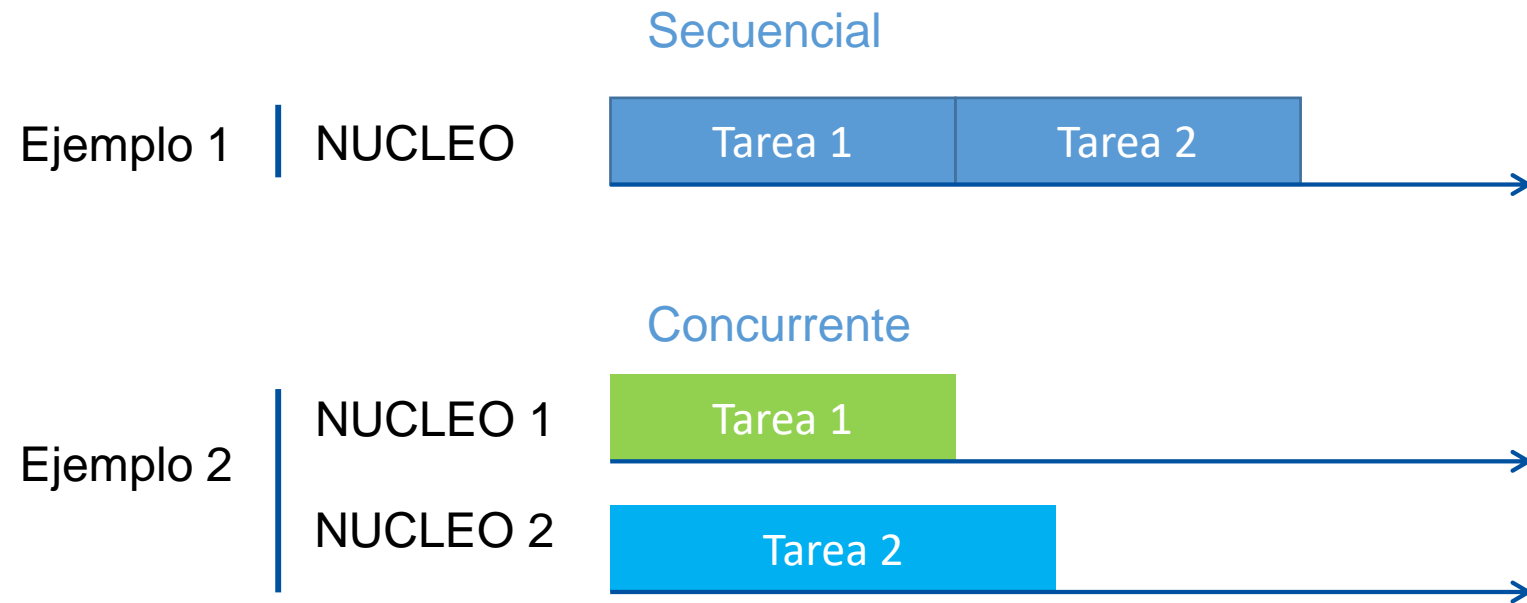 Secuencial
Ejemplo 1
NUCLEO
Tarea 1
Tarea 2
Concurrente
Ejemplo 2
NUCLEO 1
Tarea 1
NUCLEO 2
Tarea 2